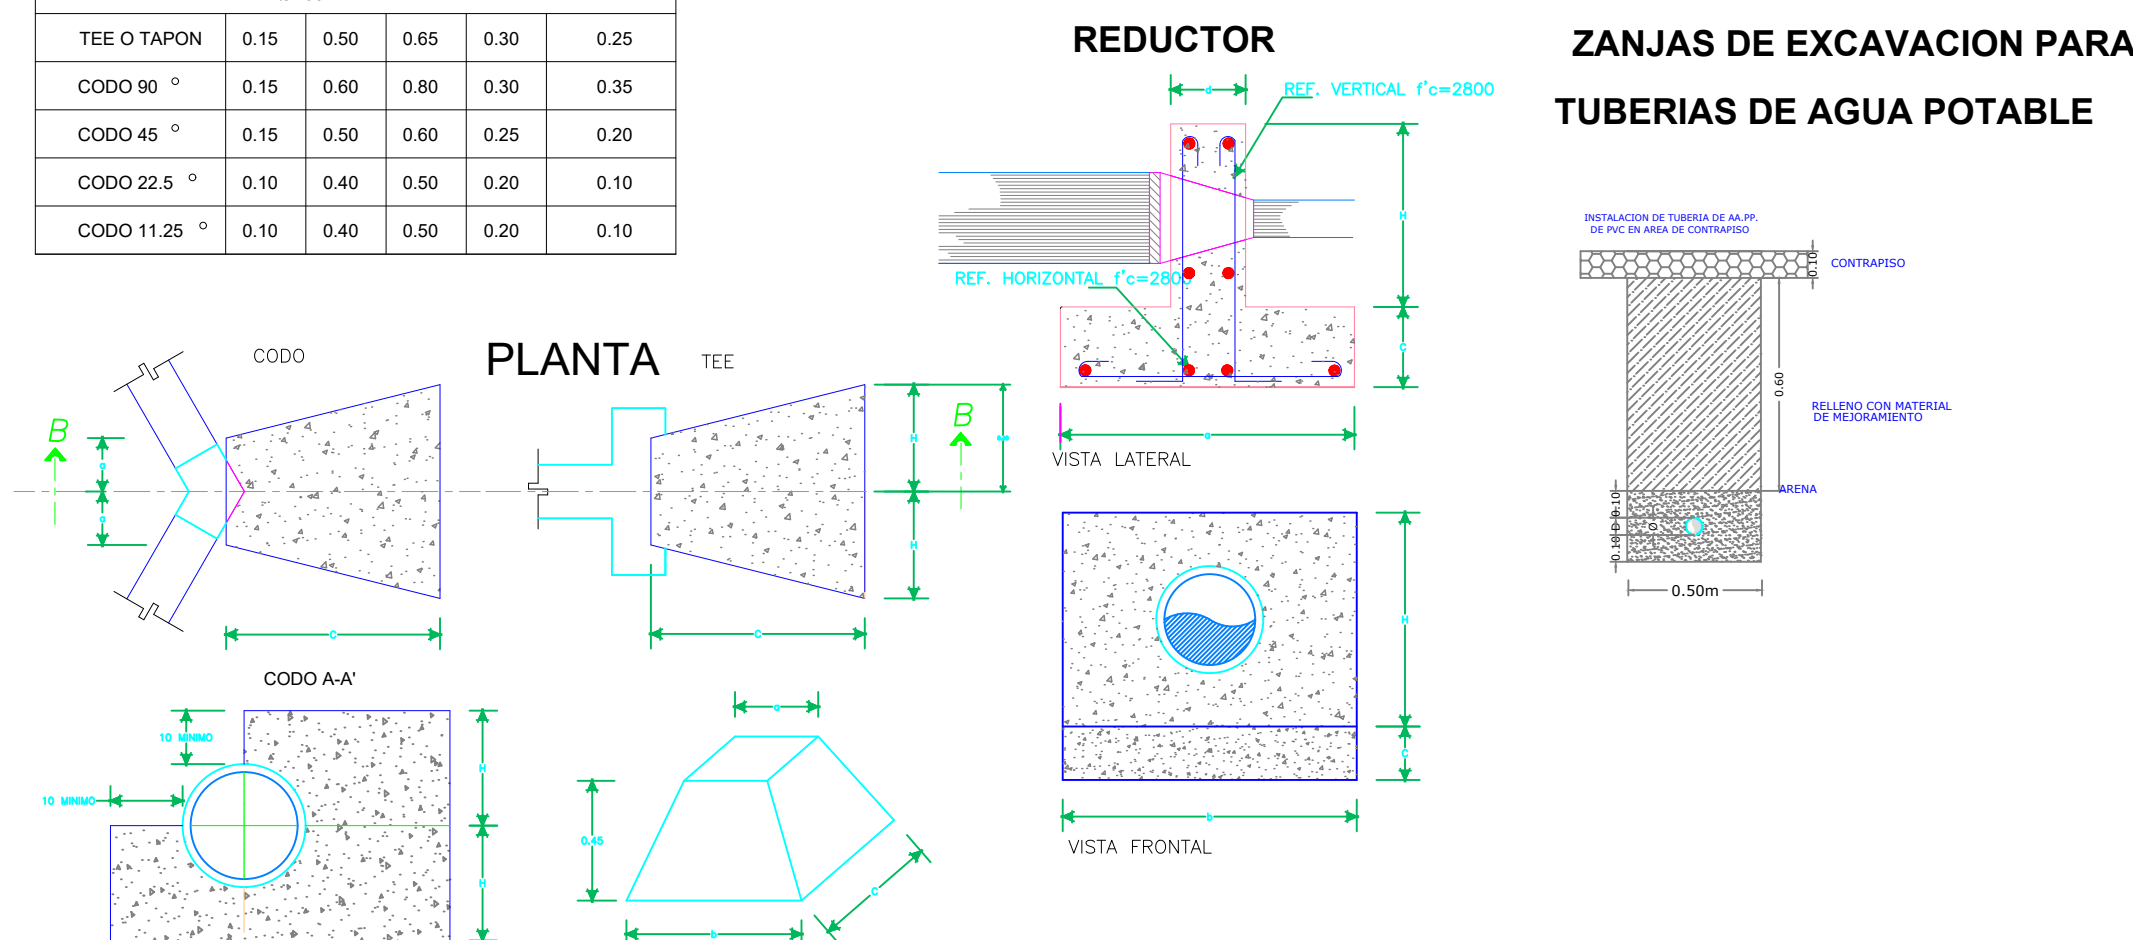 TEE O TAPON 0.15 0.50 0.65 0.30 0.25
CODO 90 ° 0.15 0.60 0.80 0.30 0.35
CODO 45 ° 0.15 0.50 0.60 0.25 0.20
CODO 22.5 ° 0.10 0.40 0.50 0.20 0.10
CODO 11.25 ° 0.10 0.40 0.50 0.20 0.10
REDUCTOR
d
REF. VERTICAL f'c=2800
H
REF. HORIZONTAL f'c=2800
C
a
VISTA LATERAL
ZANJAS DE EXCAVACION PARA
TUBERIAS DE AGUA POTABLE
INSTALACION DE TUBERIA DE AA.PP.
DE PVC EN AREA DE CONTRAPISO
0.10
CONTRAPISO
0.60
RELLENO CON MATERIAL
DE MEJORAMIENTO
ARENA
0.10
D
Ø
0.10
0.50m
PLANTA
CODO
B
a
a
C
TEE
H
H
B
C
H
C
b
VISTA FRONTAL
CODO A-A'
10 MINIMO
10 MINIMO
H
H
a
0.45
C
b